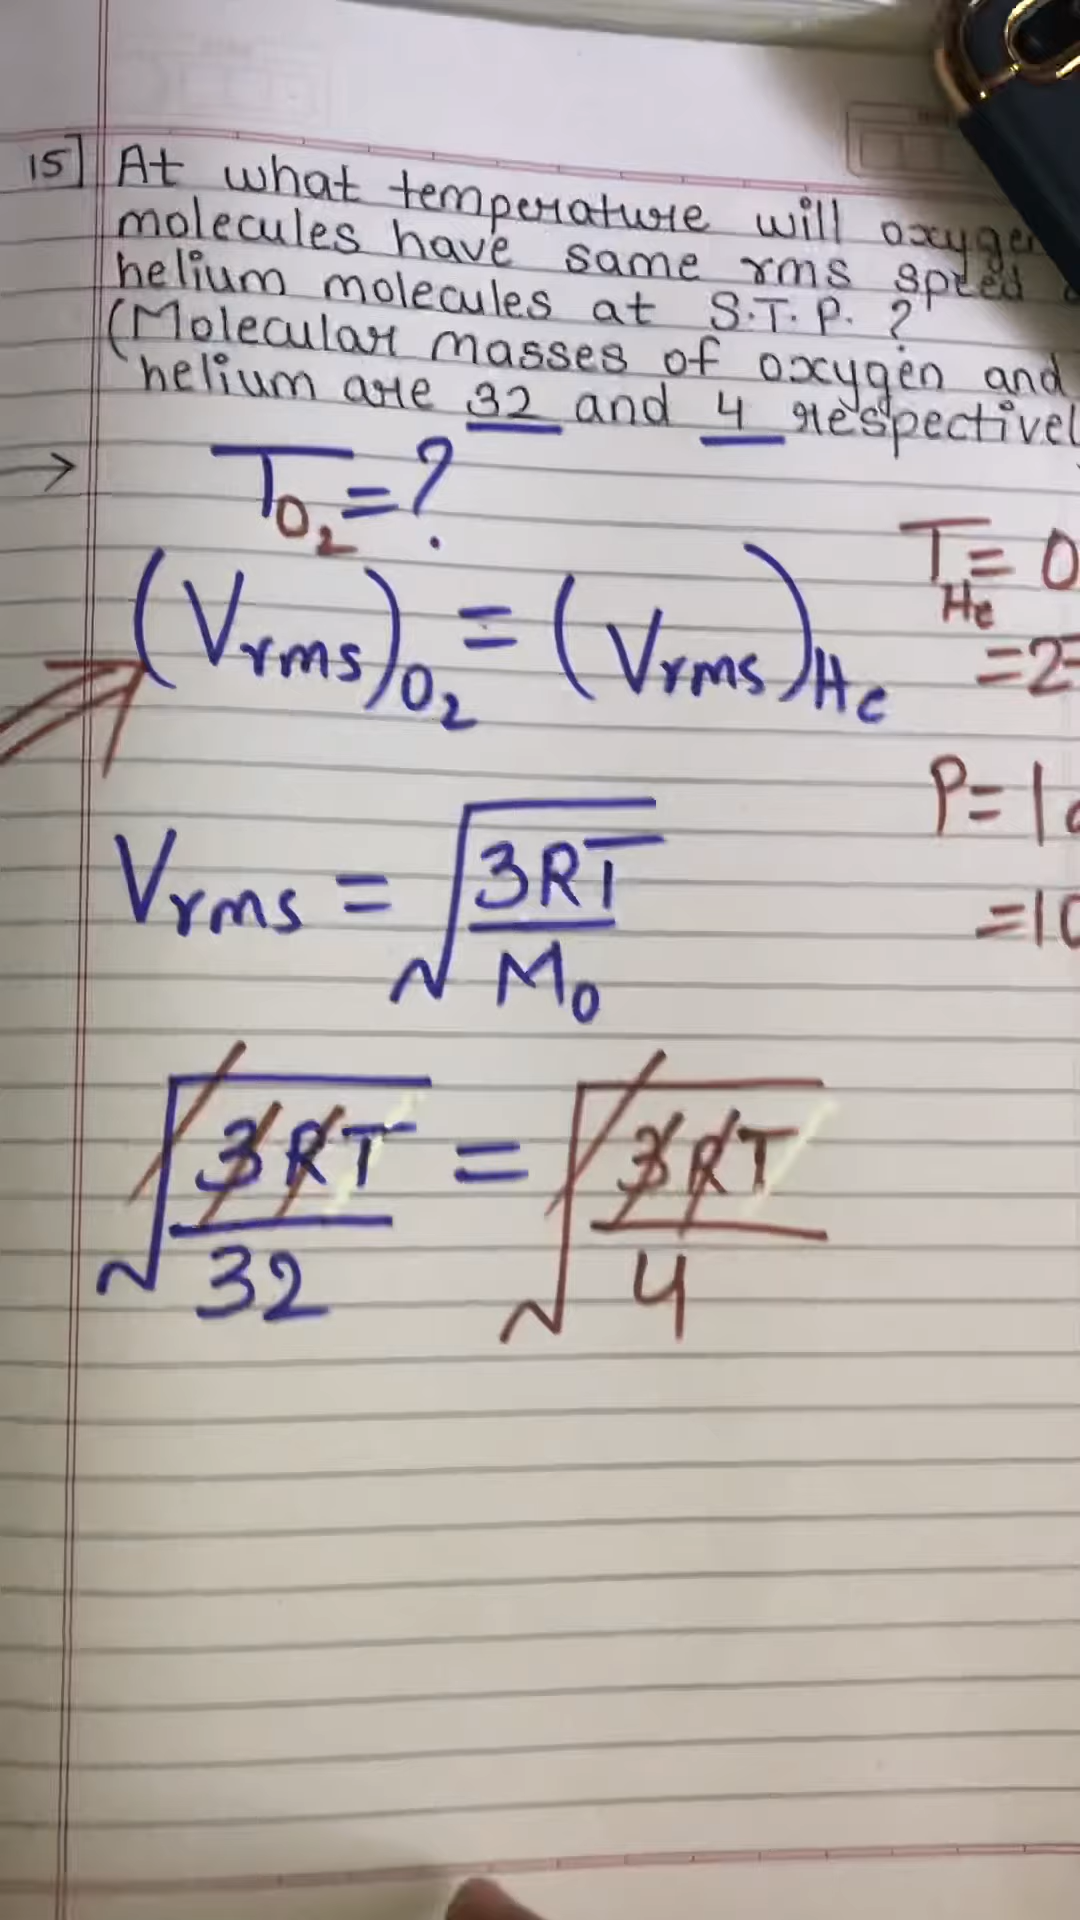 15] At what temperature will oxygen
molecules have same rms speed
helium molecules at S.T.P. ?
(Molecular masses of oxygen and
helium are 32 and 4 respectivel
→ T_O₂ = ?
T_He = 0
(Vrms)_O₂ = (Vrms)_He
= 2
P = 1
Vrms = √(3RT/M₀)
= 10
√(3RT/32) = √(3RT/4)